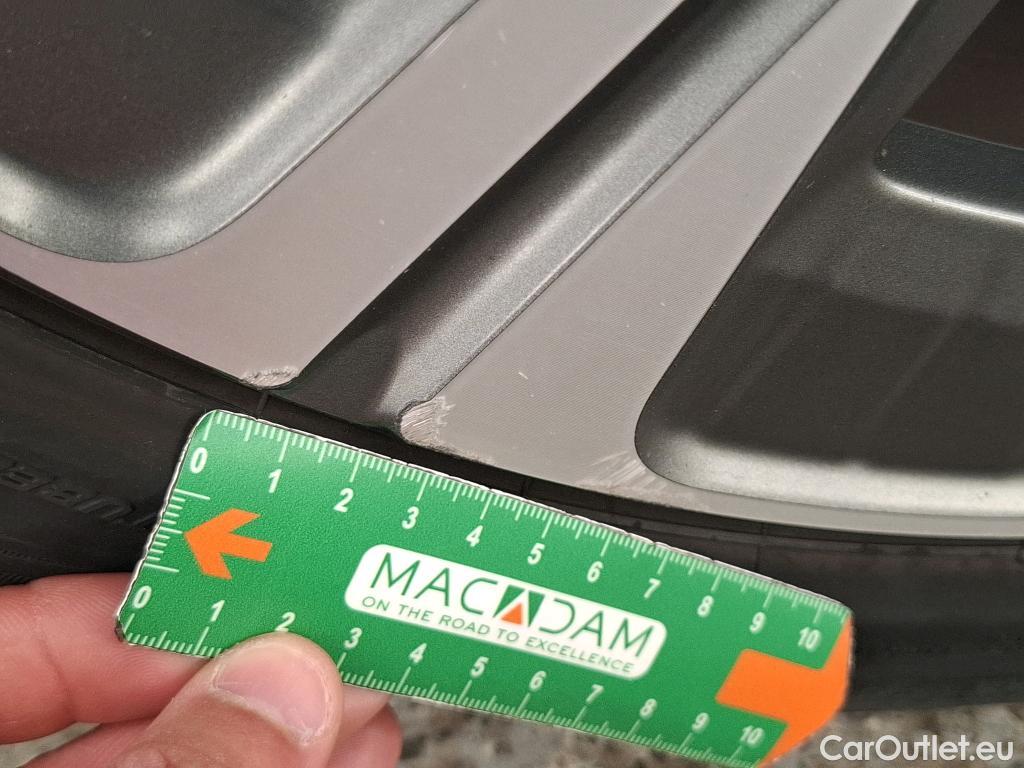 0 1 2 3 4 5 6 7 8 9 10
MACADAM
ON THE ROAD TO EXCELLENCE
0 1 2 3 4 5 6 7 8 9 10
CarOutlet.eu